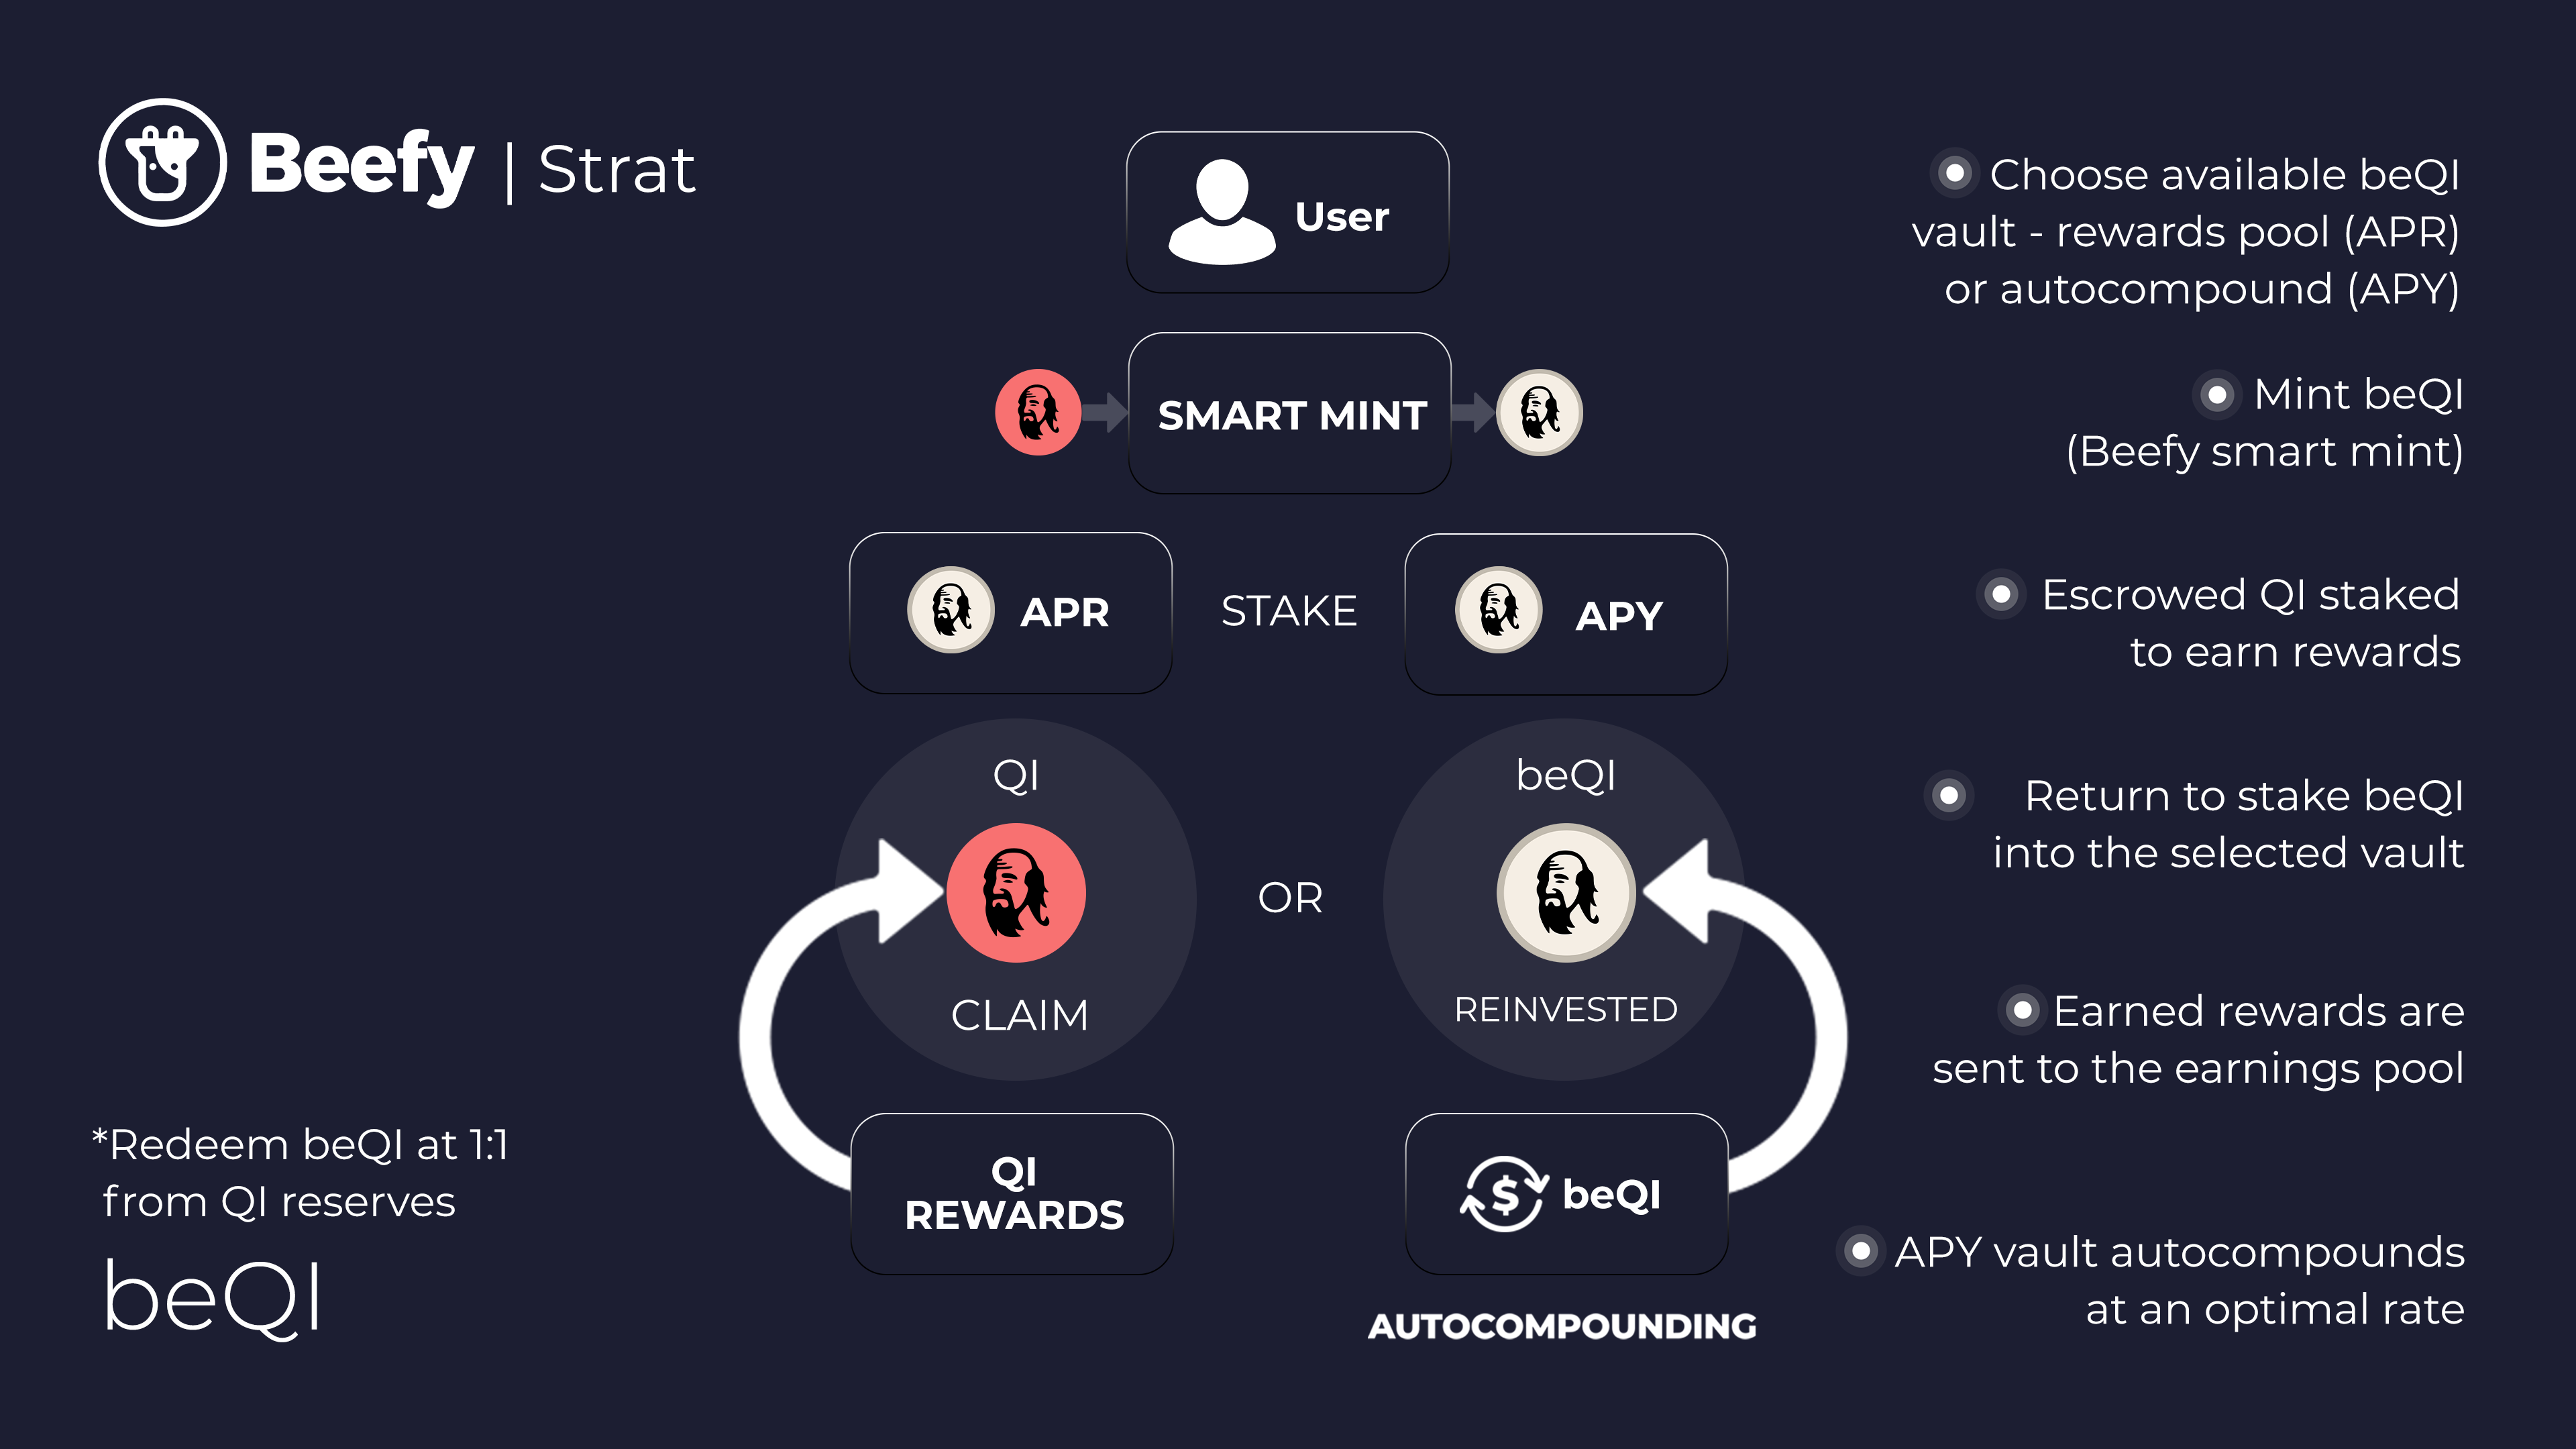 Beefy | Strat
User
SMART MINT
APR
STAKE
APY
QI
CLAIM
OR
beQI
REINVESTED
QI
REWARDS
$ beQI
AUTOCOMPOUNDING
Choose available beQI
vault - rewards pool (APR)
or autocompound (APY)
Mint beQI
(Beefy smart mint)
Escrowed QI staked
to earn rewards
Return to stake beQI
into the selected vault
Earned rewards are
sent to the earnings pool
APY vault autocompounds
at an optimal rate
*Redeem beQI at 1:1
from QI reserves
beQI